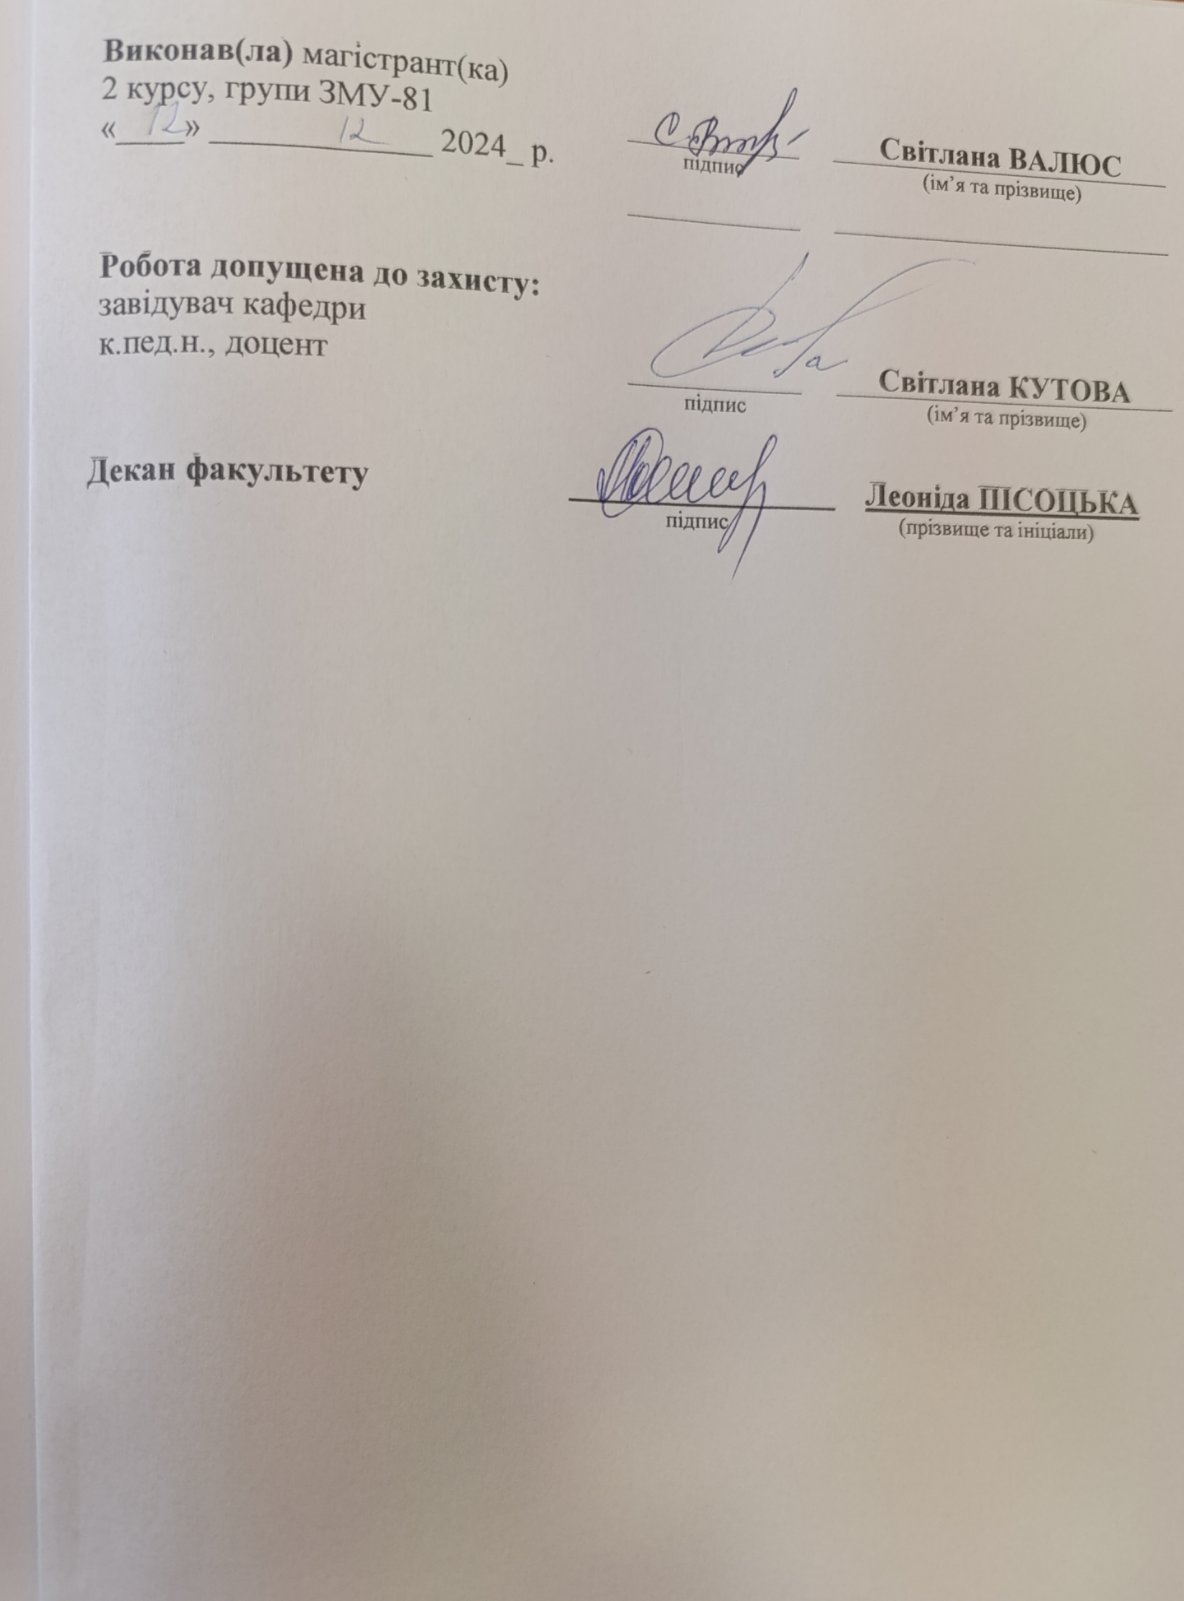 Виконав(ла) магістрант(ка)
2 курсу, групи ЗМУ-81
«__12__» ______12______ 2024_ р.
підпис
Світлана ВАЛЮС
(ім’я та прізвище)
Робота допущена до захисту:
завідувач кафедри
к.пед.н., доцент
підпис
Світлана КУТОВА
(ім’я та прізвище)
Декан факультету
підпис
Леоніда ПІСОЦЬКА
(прізвище та ініціали)